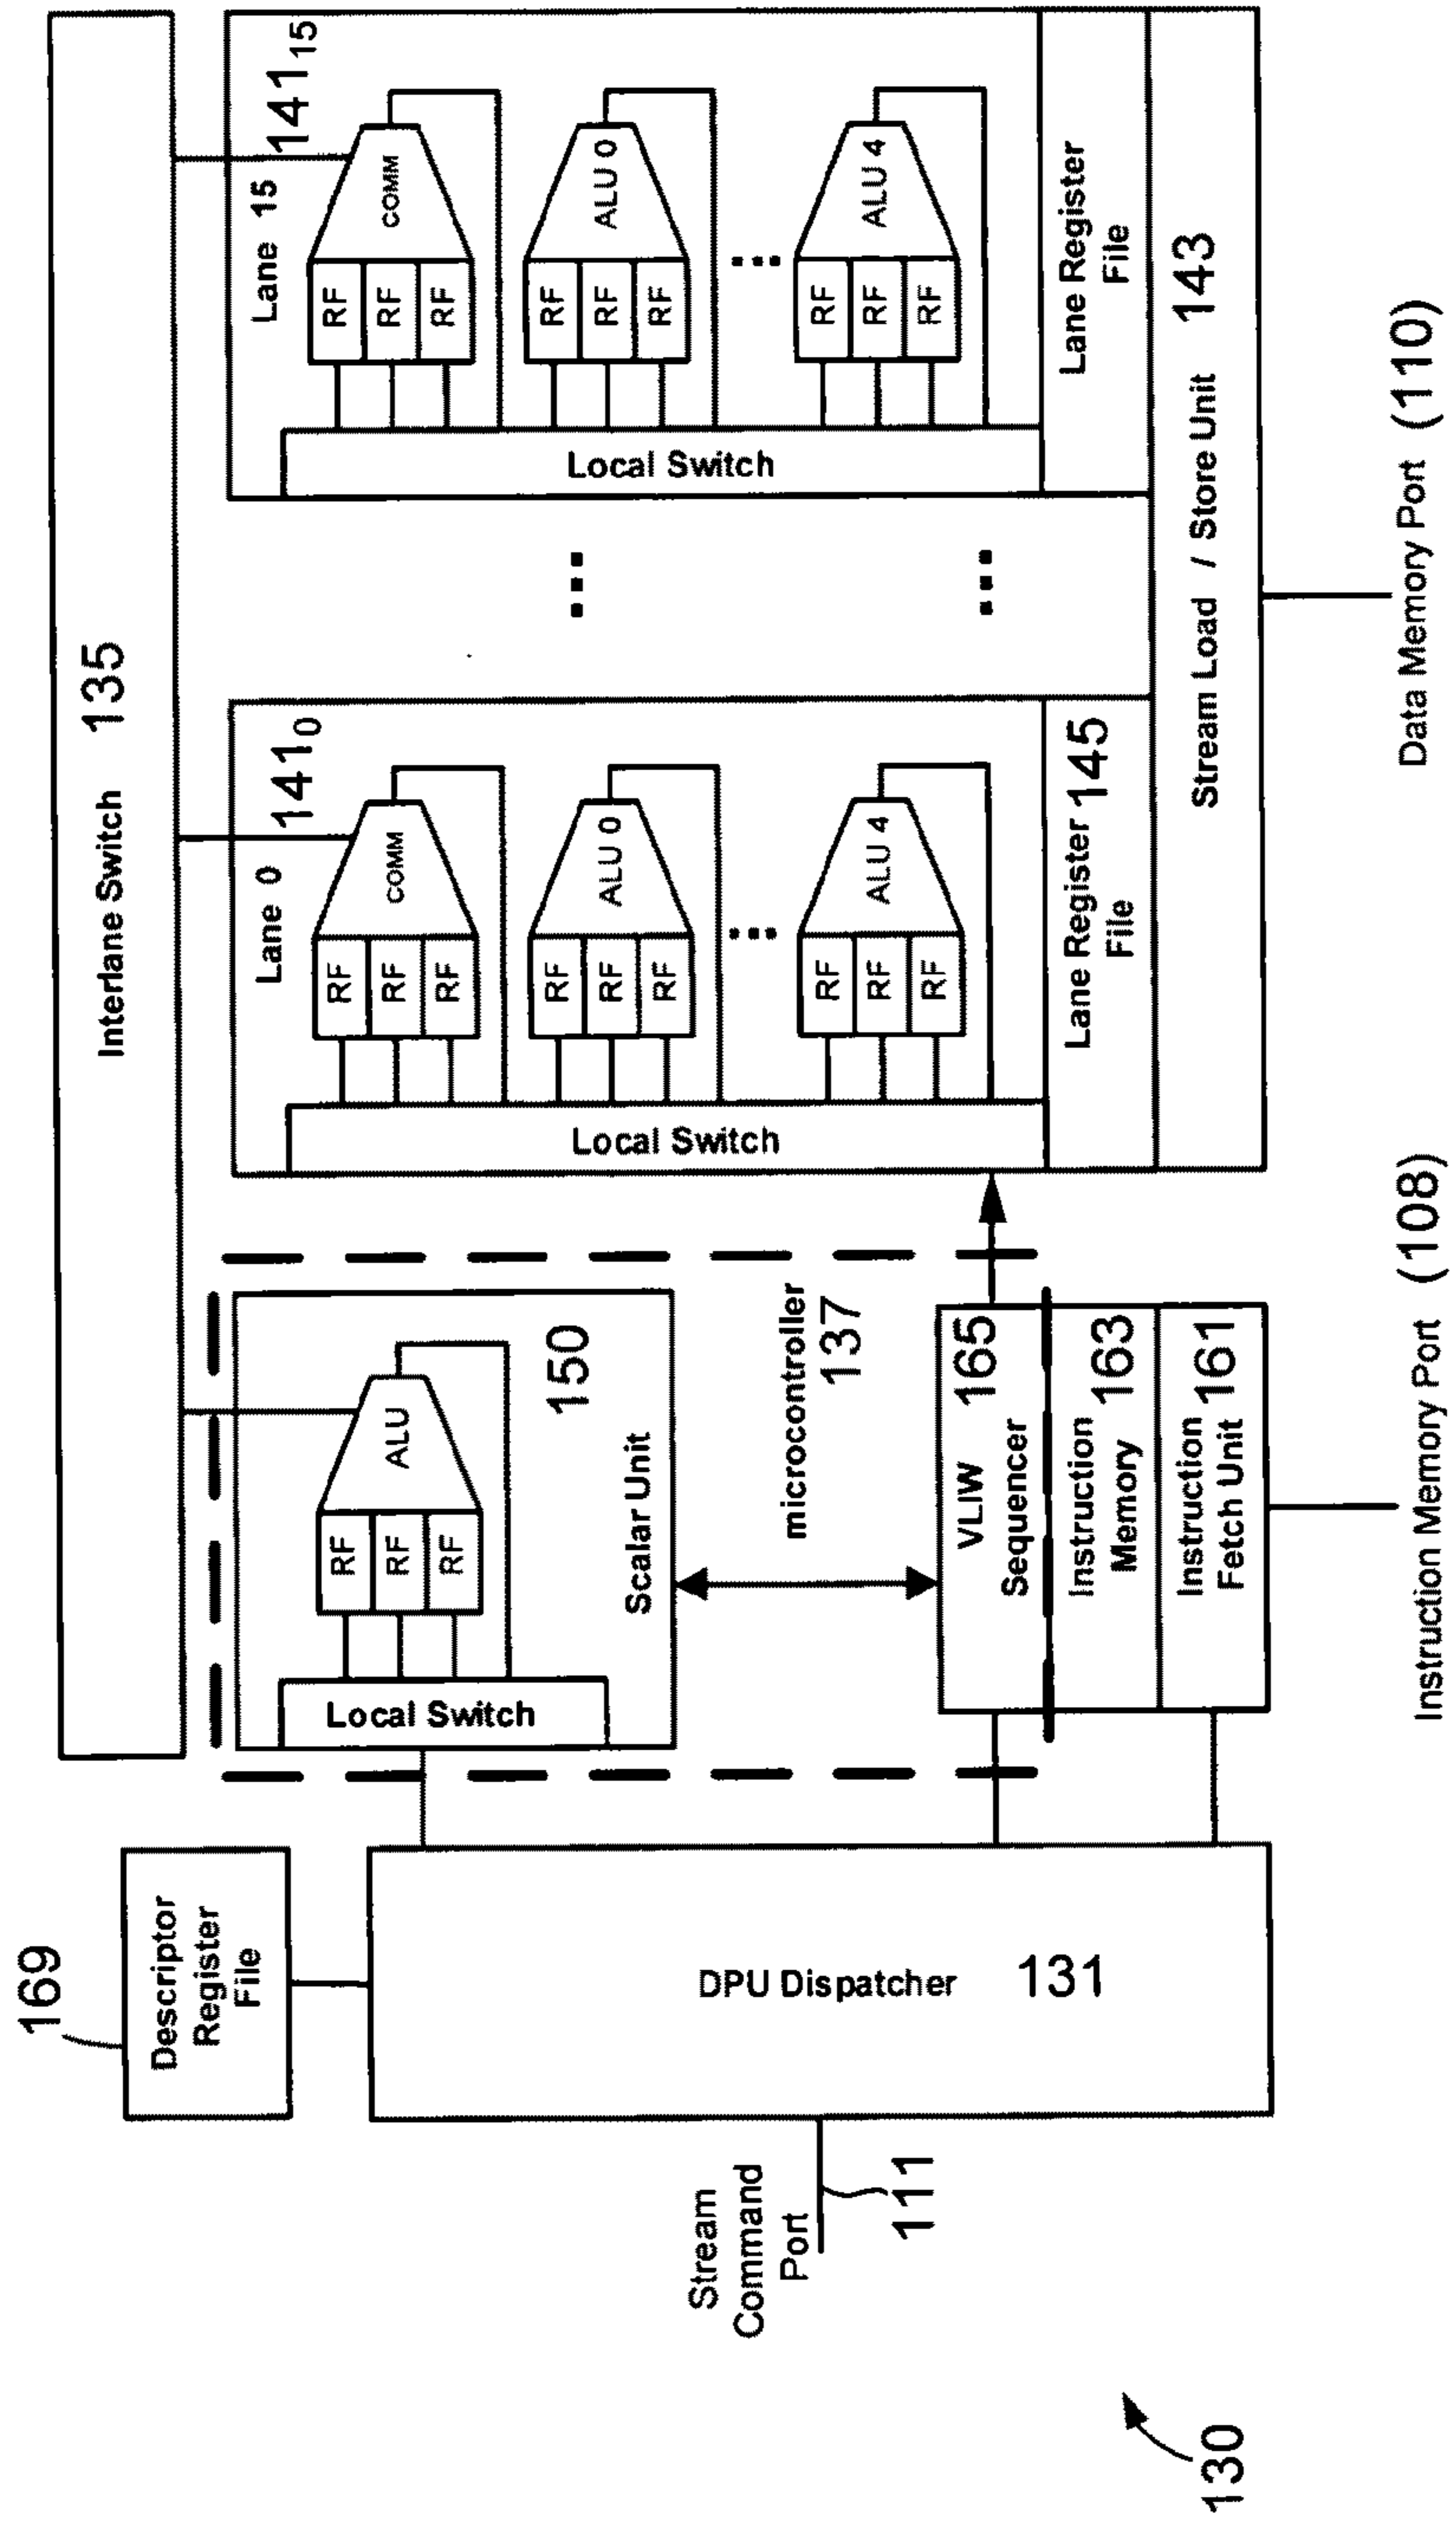 Interlane Switch 135
169
Descriptor
Register
File
Stream
Command
Port
111
DPU Dispatcher 131
Local Switch
RF
RF
RF
ALU
150
Scalar Unit
microcontroller
137
VLIW 165
Sequencer
Instruction
Memory 163
Instruction
Fetch Unit 161
Instruction Memory Port (108)
Lane 0 141₀
Local Switch
RF
RF
RF
COMM
RF
RF
RF
ALU 0
...
RF
RF
RF
ALU 4
Lane Register 145
File
...
...
Lane 15 141₁₅
Local Switch
RF
RF
RF
COMM
RF
RF
RF
ALU 0
...
RF
RF
RF
ALU 4
Lane Register
File
Stream Load / Store Unit 143
Data Memory Port (110)
130